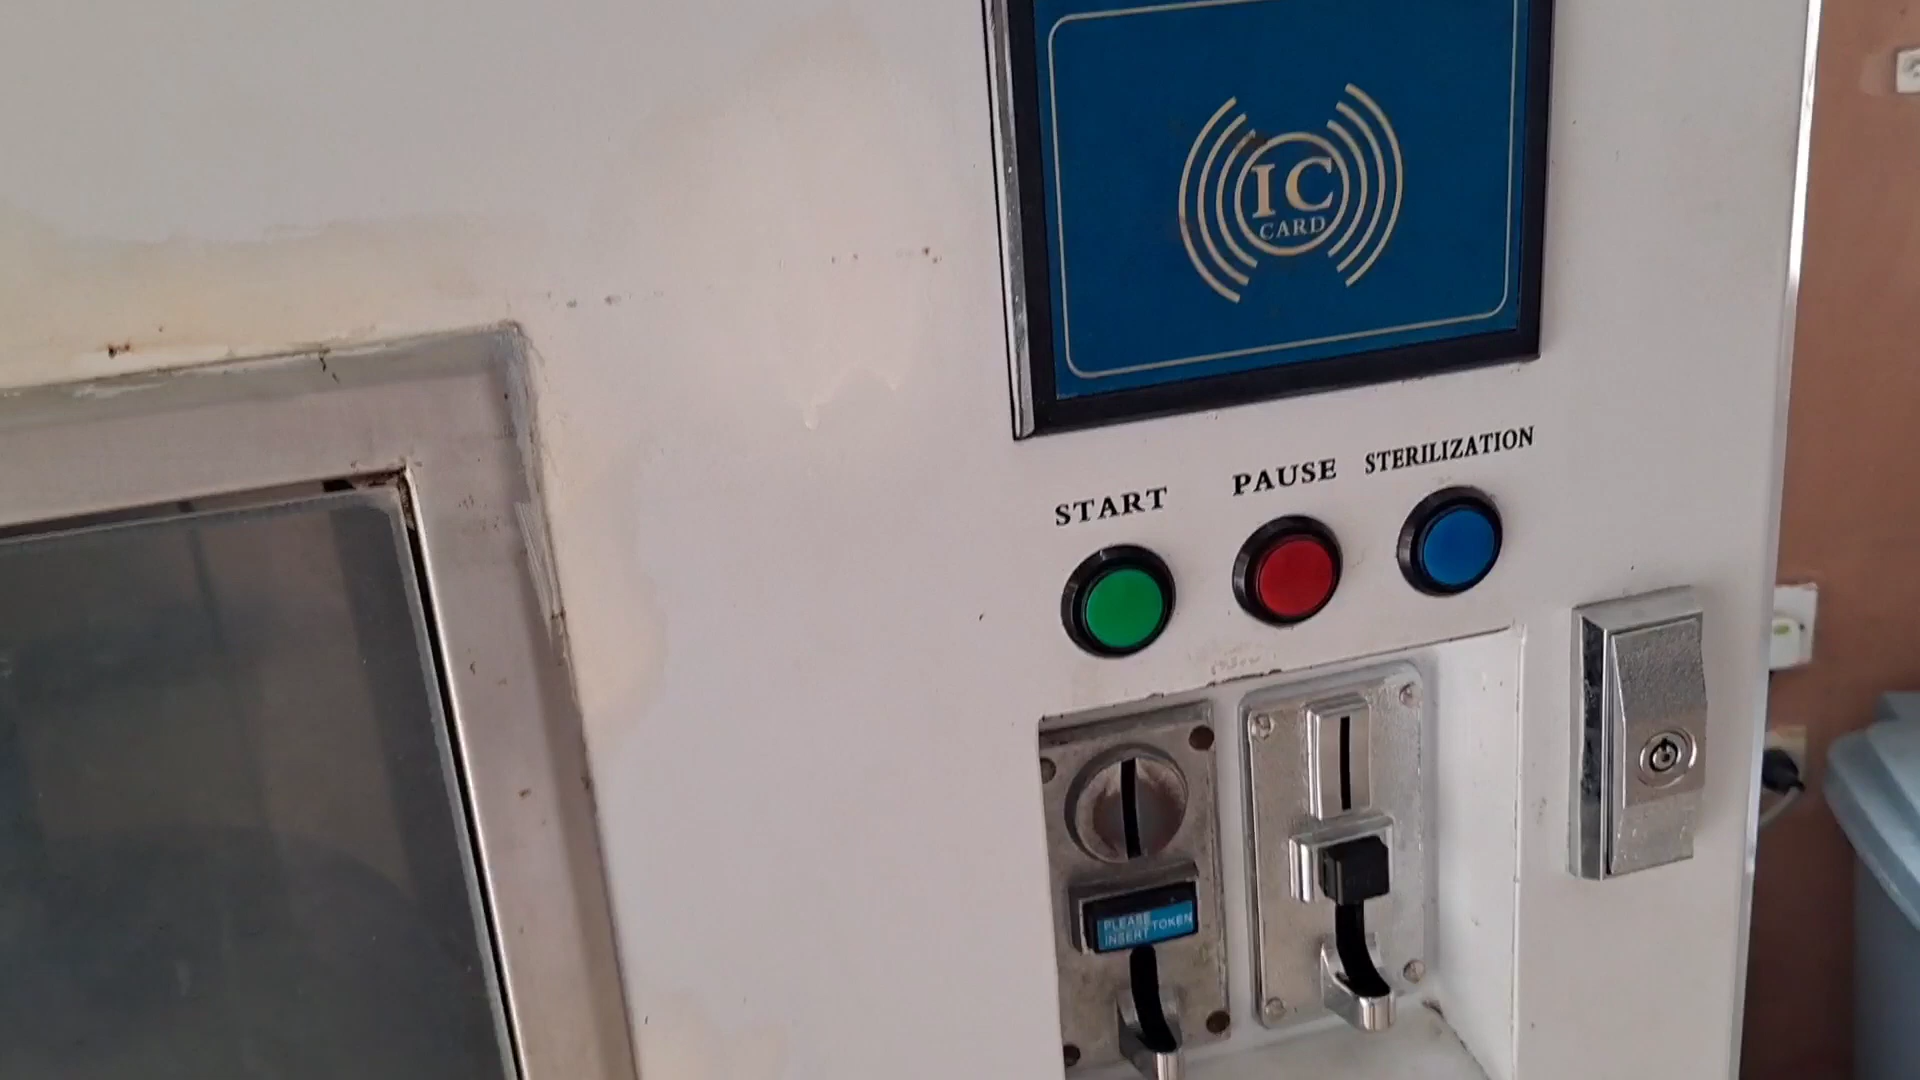 IC
CARD
START
PAUSE
STERILIZATION
PLEASE
INSERT TOKEN